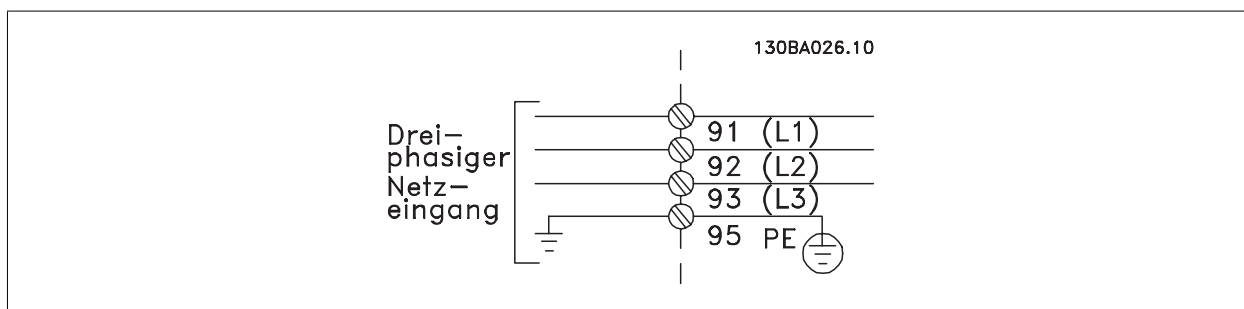 130BA026.10
Drei-
phasiger
Netz-
eingang
91 (L1)
92 (L2)
93 (L3)
95 PE